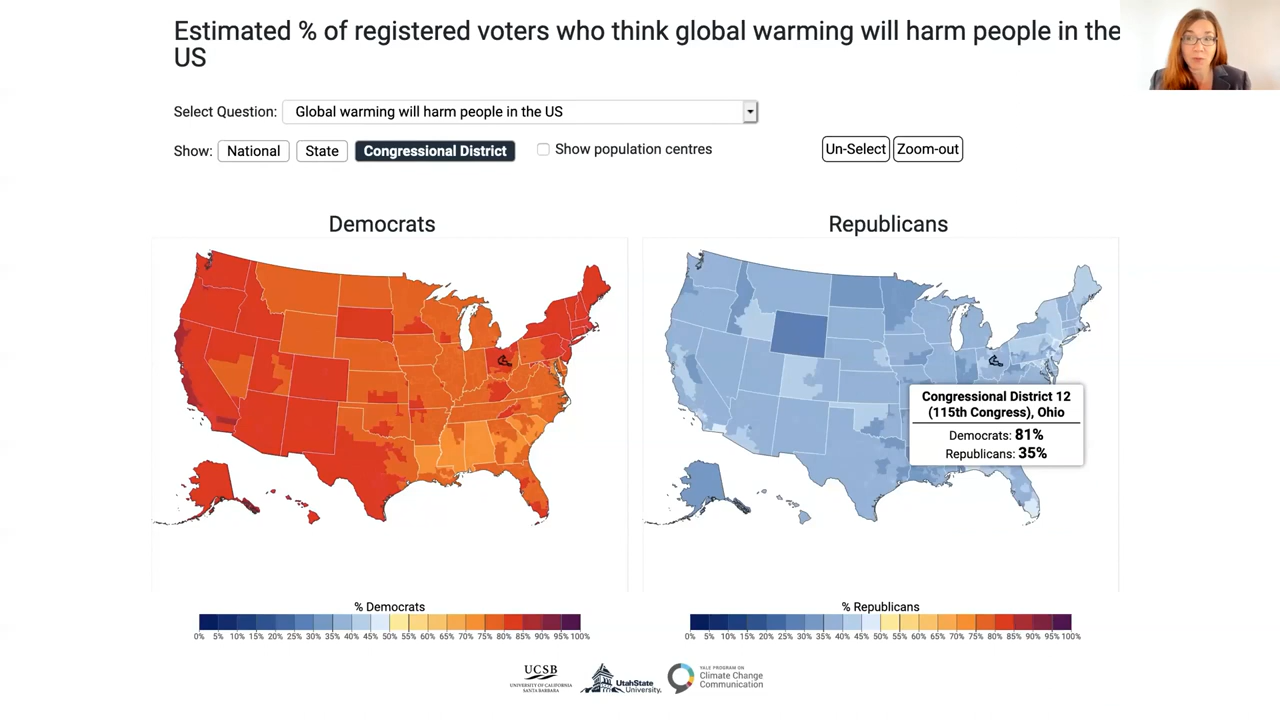 Estimated % of registered voters who think global warming will harm people in the
US
Select Question: Global warming will harm people in the US
Show: National State Congressional District Show population centres Un-Select Zoom-out
Democrats Republicans
Congressional District 12
(115th Congress), Ohio
Democrats: 81%
Republicans: 35%
% Democrats % Republicans
0% 5% 10% 15% 20% 25% 30% 35% 40% 45% 50% 55% 60% 65% 70% 75% 80% 85% 90% 95% 100%
0% 5% 10% 15% 20% 25% 30% 35% 40% 45% 50% 55% 60% 65% 70% 75% 80% 85% 90% 95% 100%
UCSB
UNIVERSITY OF CALIFORNIA
SANTA BARBARA
UtahState
University.
YALE PROGRAM ON
Climate Change
Communication